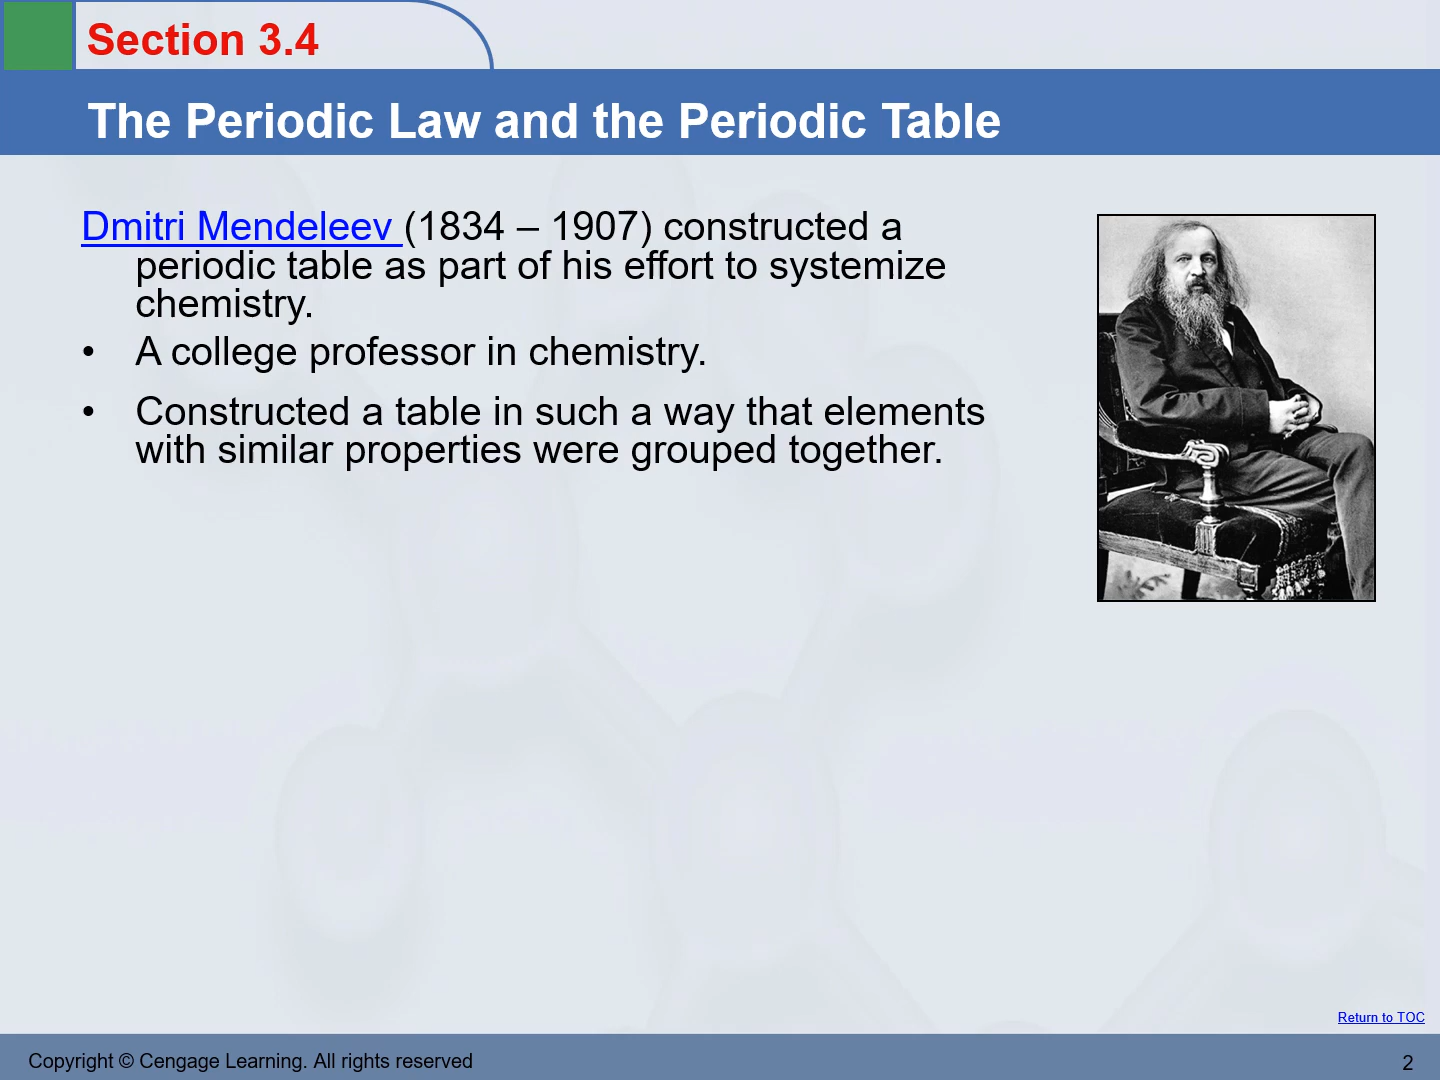 Section 3.4
The Periodic Law and the Periodic Table
Dmitri Mendeleev (1834 – 1907) constructed a
periodic table as part of his effort to systemize
chemistry.
• A college professor in chemistry.
• Constructed a table in such a way that elements
with similar properties were grouped together.
Return to TOC
Copyright © Cengage Learning. All rights reserved
2